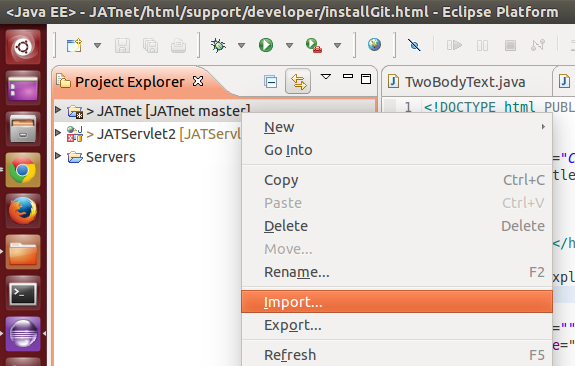 <Java EE> - JATnet/html/support/developer/installGit.html - Eclipse Platform
Project Explorer
TwoBodyText.java
> JATnet [JATnet master]
> JATServlet2 [JATServl
Servers
1 <!DOCTYPE html PUBL
="C
tle
</h
xpl
=""
e="
New
Go Into
Copy Ctrl+C
Paste Ctrl+V
Delete Delete
Move...
Rename... F2
Import...
Export...
Refresh F5